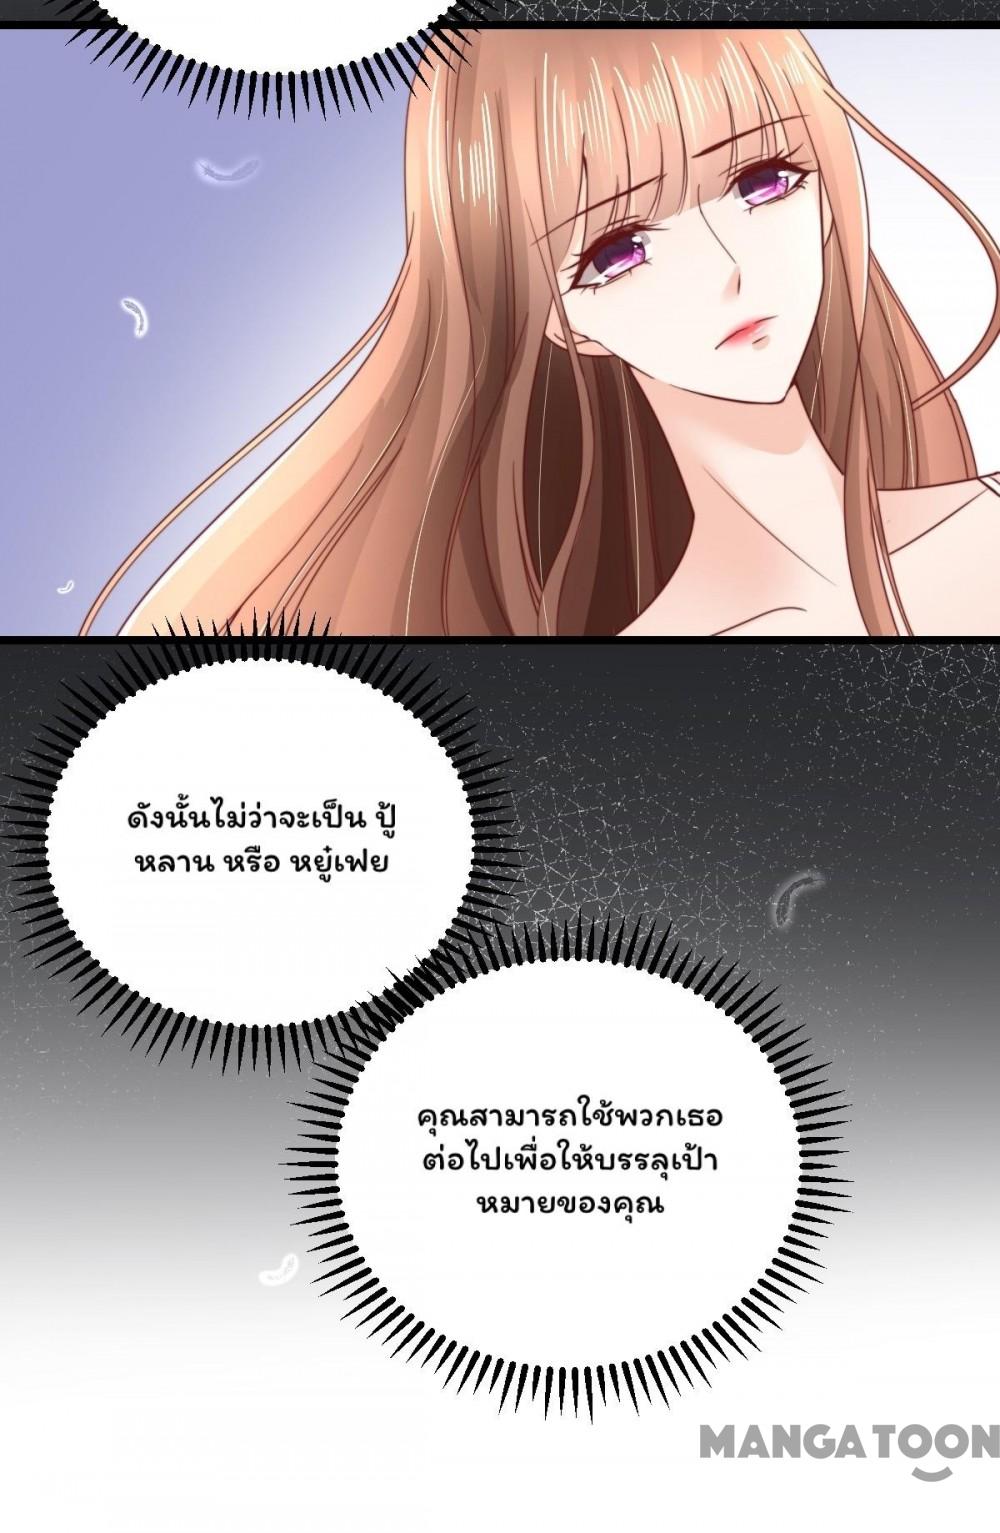 ดังนั้นไม่ว่าจะเป็น ปู้
หลาน หรือ หยู๋เฟย
คุณสามารถใช้พวกเธอ
ต่อไปเพื่อให้บรรลุเป้า
หมายของคุณ
MANGATOON